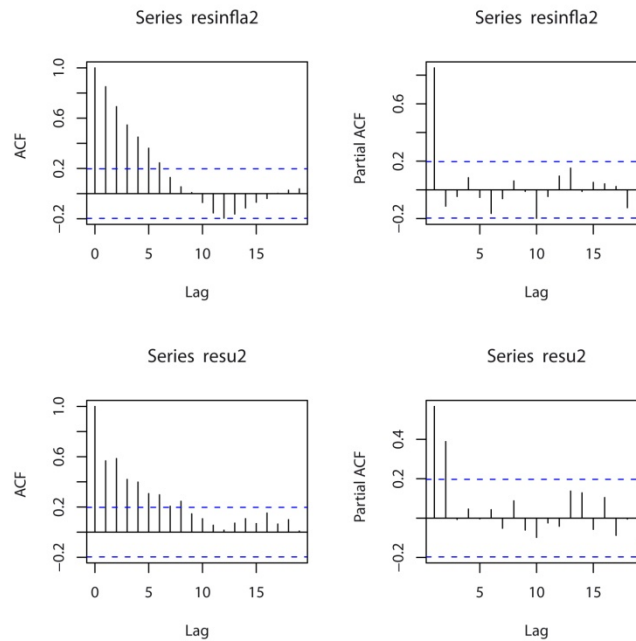 Series resinfla2
Series resinfla2
ACF
1.0
0.6
0.2
−0.2
0 5 10 15
Lag
Partial ACF
0.6
0.2
−0.2
5 10 15
Lag
Series resu2
Series resu2
ACF
1.0
0.6
0.2
−0.2
0 5 10 15
Lag
Partial ACF
0.4
0.2
−0.2
5 10 15
Lag